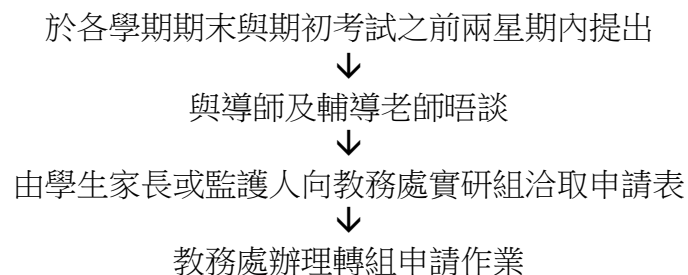 於各學期期末與期初考試之前兩星期內提出
↓
與導師及輔導老師晤談
↓
由學生家長或監護人向教務處實研組洽取申請表
↓
教務處辦理轉組申請作業